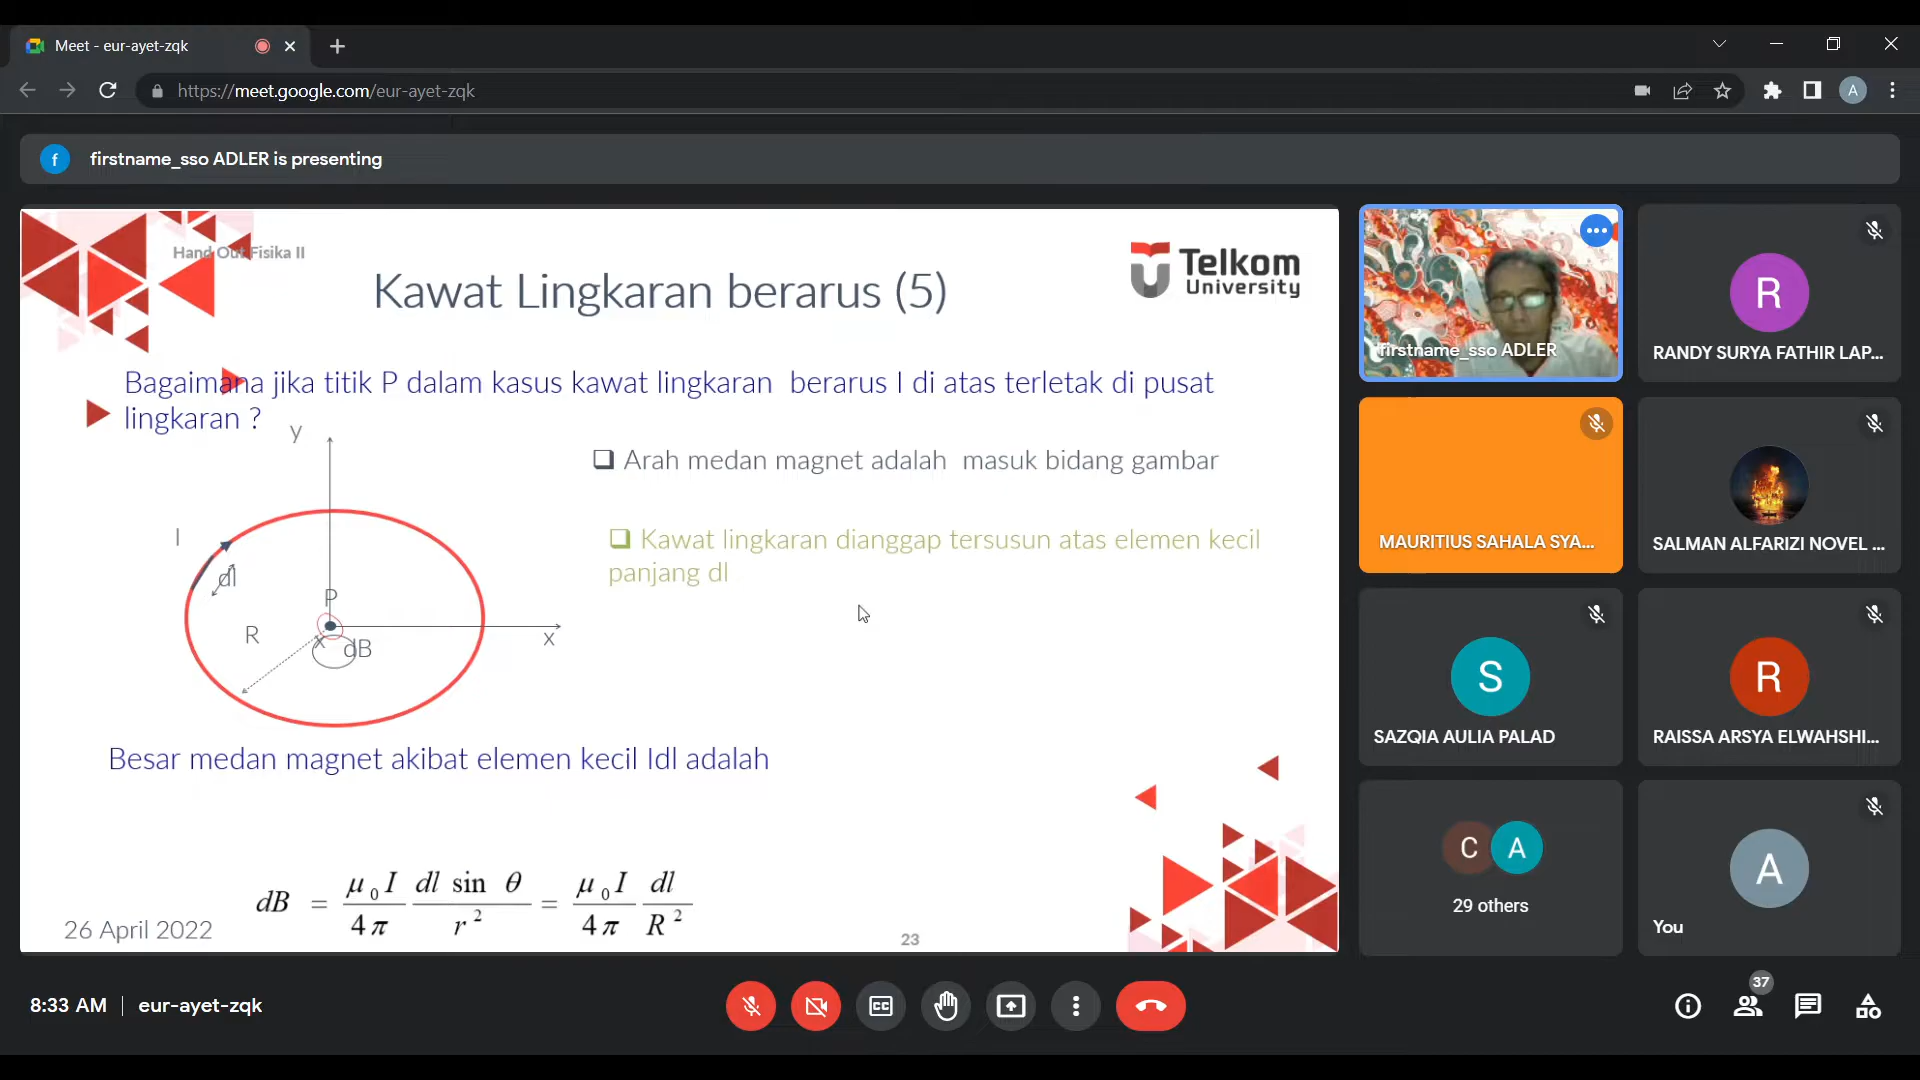 Meet - eur-ayet-zqk
https://meet.google.com/eur-ayet-zqk
A
f
firstname_sso ADLER is presenting
Hand Out Fisika II
Kawat Lingkaran berarus (5)
Telkom
University
Bagaimana jika titik P dalam kasus kawat lingkaran berarus I di atas terletak di pusat
lingkaran ?
y
❑ Arah medan magnet adalah masuk bidang gambar
I
❑ Kawat lingkaran dianggap tersusun atas elemen kecil
panjang dl
dl
P
R
x
dB
x
Besar medan magnet akibat elemen kecil Idl adalah
dB = μ₀I/4π dl sin θ/r² = μ₀I/4π dl/R²
26 April 2022
23
firstname_sso ADLER
R
RANDY SURYA FATHIR LAP...
MAURITIUS SAHALA SYA...
SALMAN ALFARIZI NOVEL ...
S
SAZQIA AULIA PALAD
R
RAISSA ARSYA ELWAHSHI...
C A
29 others
A
You
8:33 AM | eur-ayet-zqk
CC
37